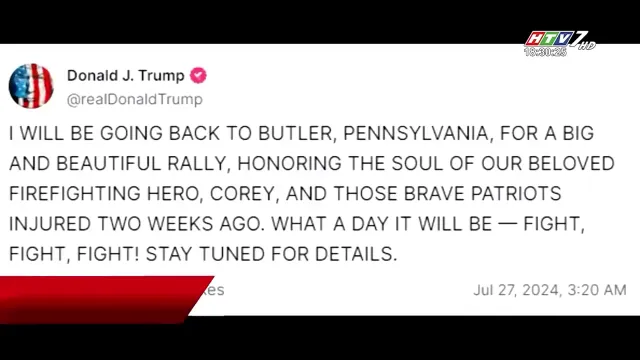 HTV7 HD
18:30:25
Donald J. Trump
@realDonaldTrump
I WILL BE GOING BACK TO BUTLER, PENNSYLVANIA, FOR A BIG
AND BEAUTIFUL RALLY, HONORING THE SOUL OF OUR BELOVED
FIREFIGHTING HERO, COREY, AND THOSE BRAVE PATRIOTS
INJURED TWO WEEKS AGO. WHAT A DAY IT WILL BE — FIGHT,
FIGHT, FIGHT! STAY TUNED FOR DETAILS.
Jul 27, 2024, 3:20 AM